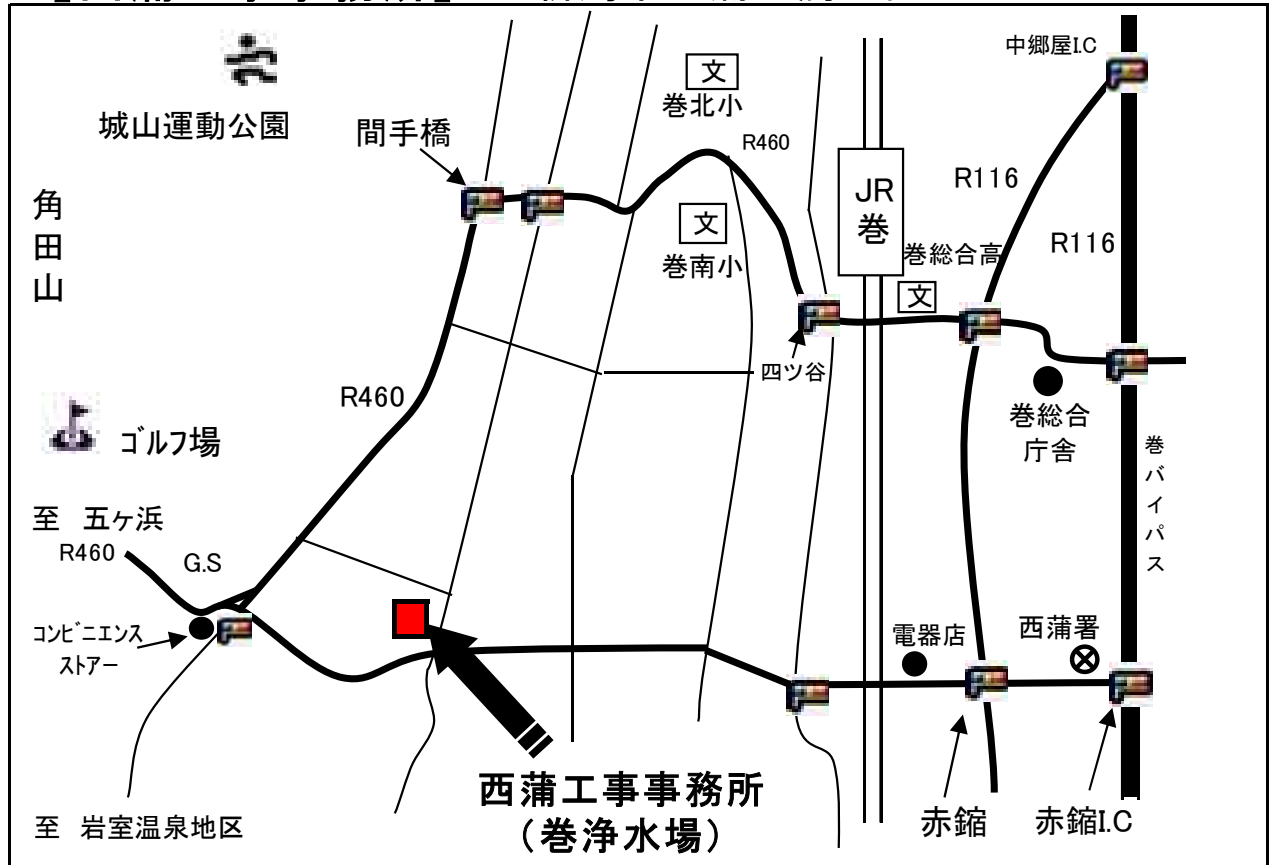 中郷屋I.C
城山運動公園
間手橋
文
巻北小
R460
JR
巻
R116
角
田
山
文
巻南小
巻総合高
文
R116
四ツ谷
R460
ゴルフ場
巻総合
庁舎
巻
バ
イ
パ
ス
至 五ヶ浜
R460
G.S
コンビニエンス
ストアー
電器店
西蒲署
西蒲工事事務所
（巻浄水場）
至 岩室温泉地区
赤鏥
赤鏥I.C